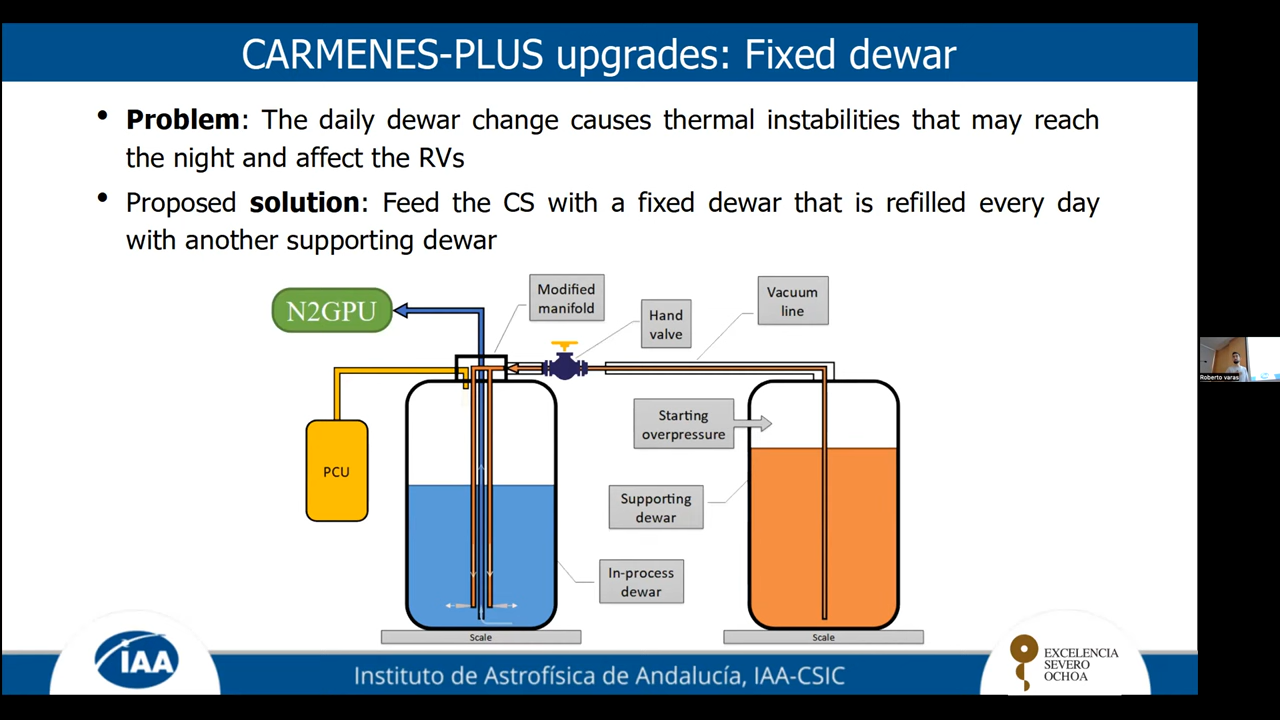 CARMENES-PLUS upgrades: Fixed dewar
• Problem: The daily dewar change causes thermal instabilities that may reach
the night and affect the RVs
• Proposed solution: Feed the CS with a fixed dewar that is refilled every day
with another supporting dewar
N2GPU
Modified
manifold
Hand
valve
Vacuum
line
Starting
overpressure
PCU
Supporting
dewar
In-process
dewar
Scale
Scale
Roberto varas
IAA
Instituto de Astrofísica de Andalucía, IAA-CSIC
EXCELENCIA
SEVERO
OCHOA